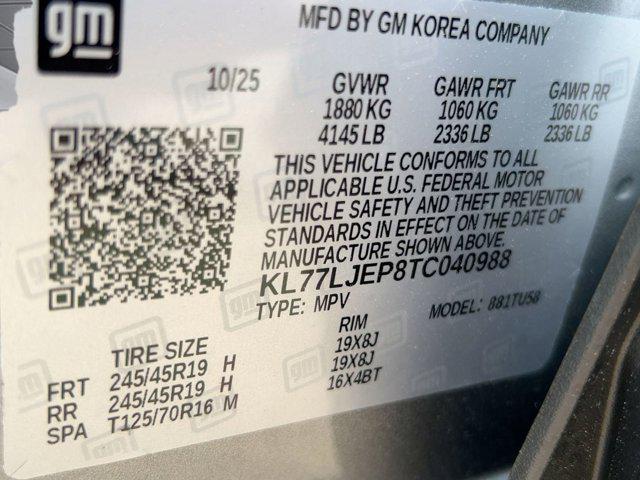 gm
MFD BY GM KOREA COMPANY
10/25 GVWR GAWR FRT GAWR RR
1880 KG 1060 KG 1060 KG
4145 LB 2336 LB 2336 LB
THIS VEHICLE CONFORMS TO ALL
APPLICABLE U.S. FEDERAL MOTOR
VEHICLE SAFETY AND THEFT PREVENTION
STANDARDS IN EFFECT ON THE DATE OF
MANUFACTURE SHOWN ABOVE.
KL77LJEP8TC040988
TYPE: MPV MODEL: 881TU58
TIRE SIZE RIM
FRT 245/45R19 H 19X8J
RR 245/45R19 H 19X8J
SPA T125/70R16 M 16X4BT